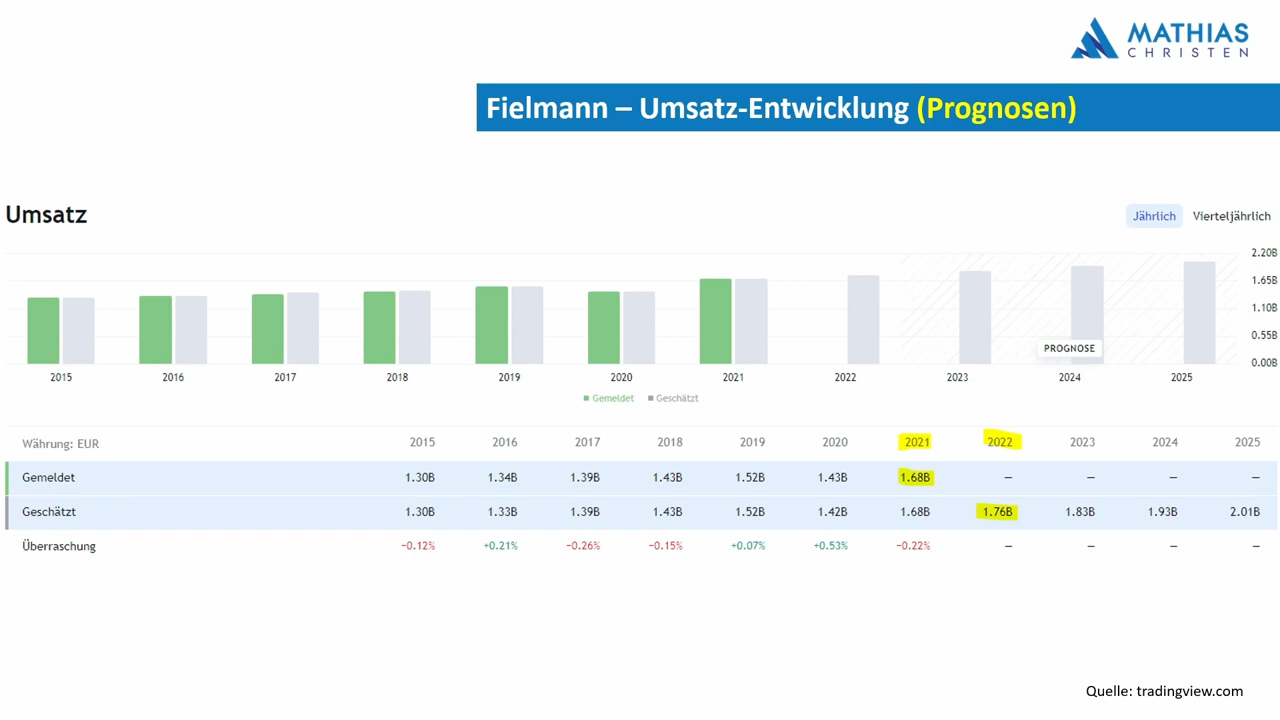 MATHIAS
CHRISTEN
Fielmann – Umsatz-Entwicklung (Prognosen)
Umsatz
Jährlich Vierteljährlich
2.20B
1.65B
1.10B
0.55B
0.00B
PROGNOSE
2015 2016 2017 2018 2019 2020 2021 2022 2023 2024 2025
Gemeldet Geschätzt
Währung: EUR 2015 2016 2017 2018 2019 2020 2021 2022 2023 2024 2025
Gemeldet 1.30B 1.34B 1.39B 1.43B 1.52B 1.43B 1.68B — — — —
Geschätzt 1.30B 1.33B 1.39B 1.43B 1.52B 1.42B 1.68B 1.76B 1.83B 1.93B 2.01B
Überraschung −0.12% +0.21% −0.26% −0.15% +0.07% +0.53% −0.22% — — — —
Quelle: tradingview.com